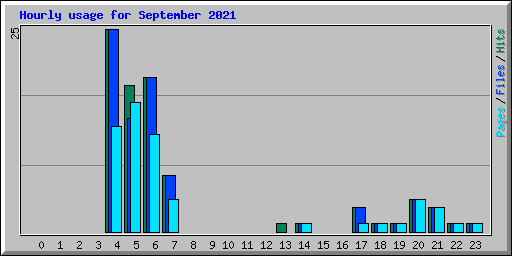 Hourly usage for September 2021
25
Pages/Files/Hits
0 1 2 3 4 5 6 7 8 9 10 11 12 13 14 15 16 17 18 19 20 21 22 23